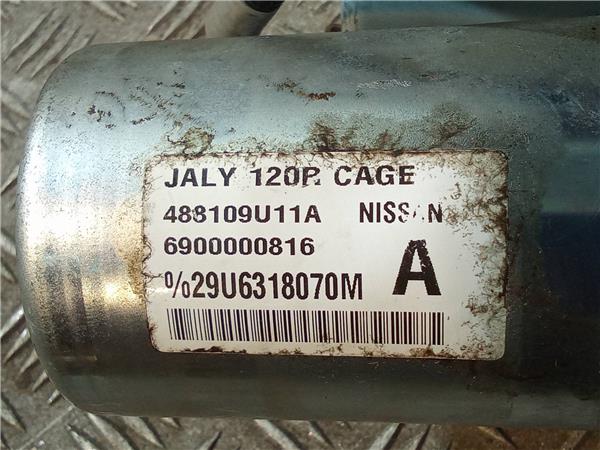 JALY 120R CAGE
488109U11A NISSAN
6900000816
%29U6318070M
A